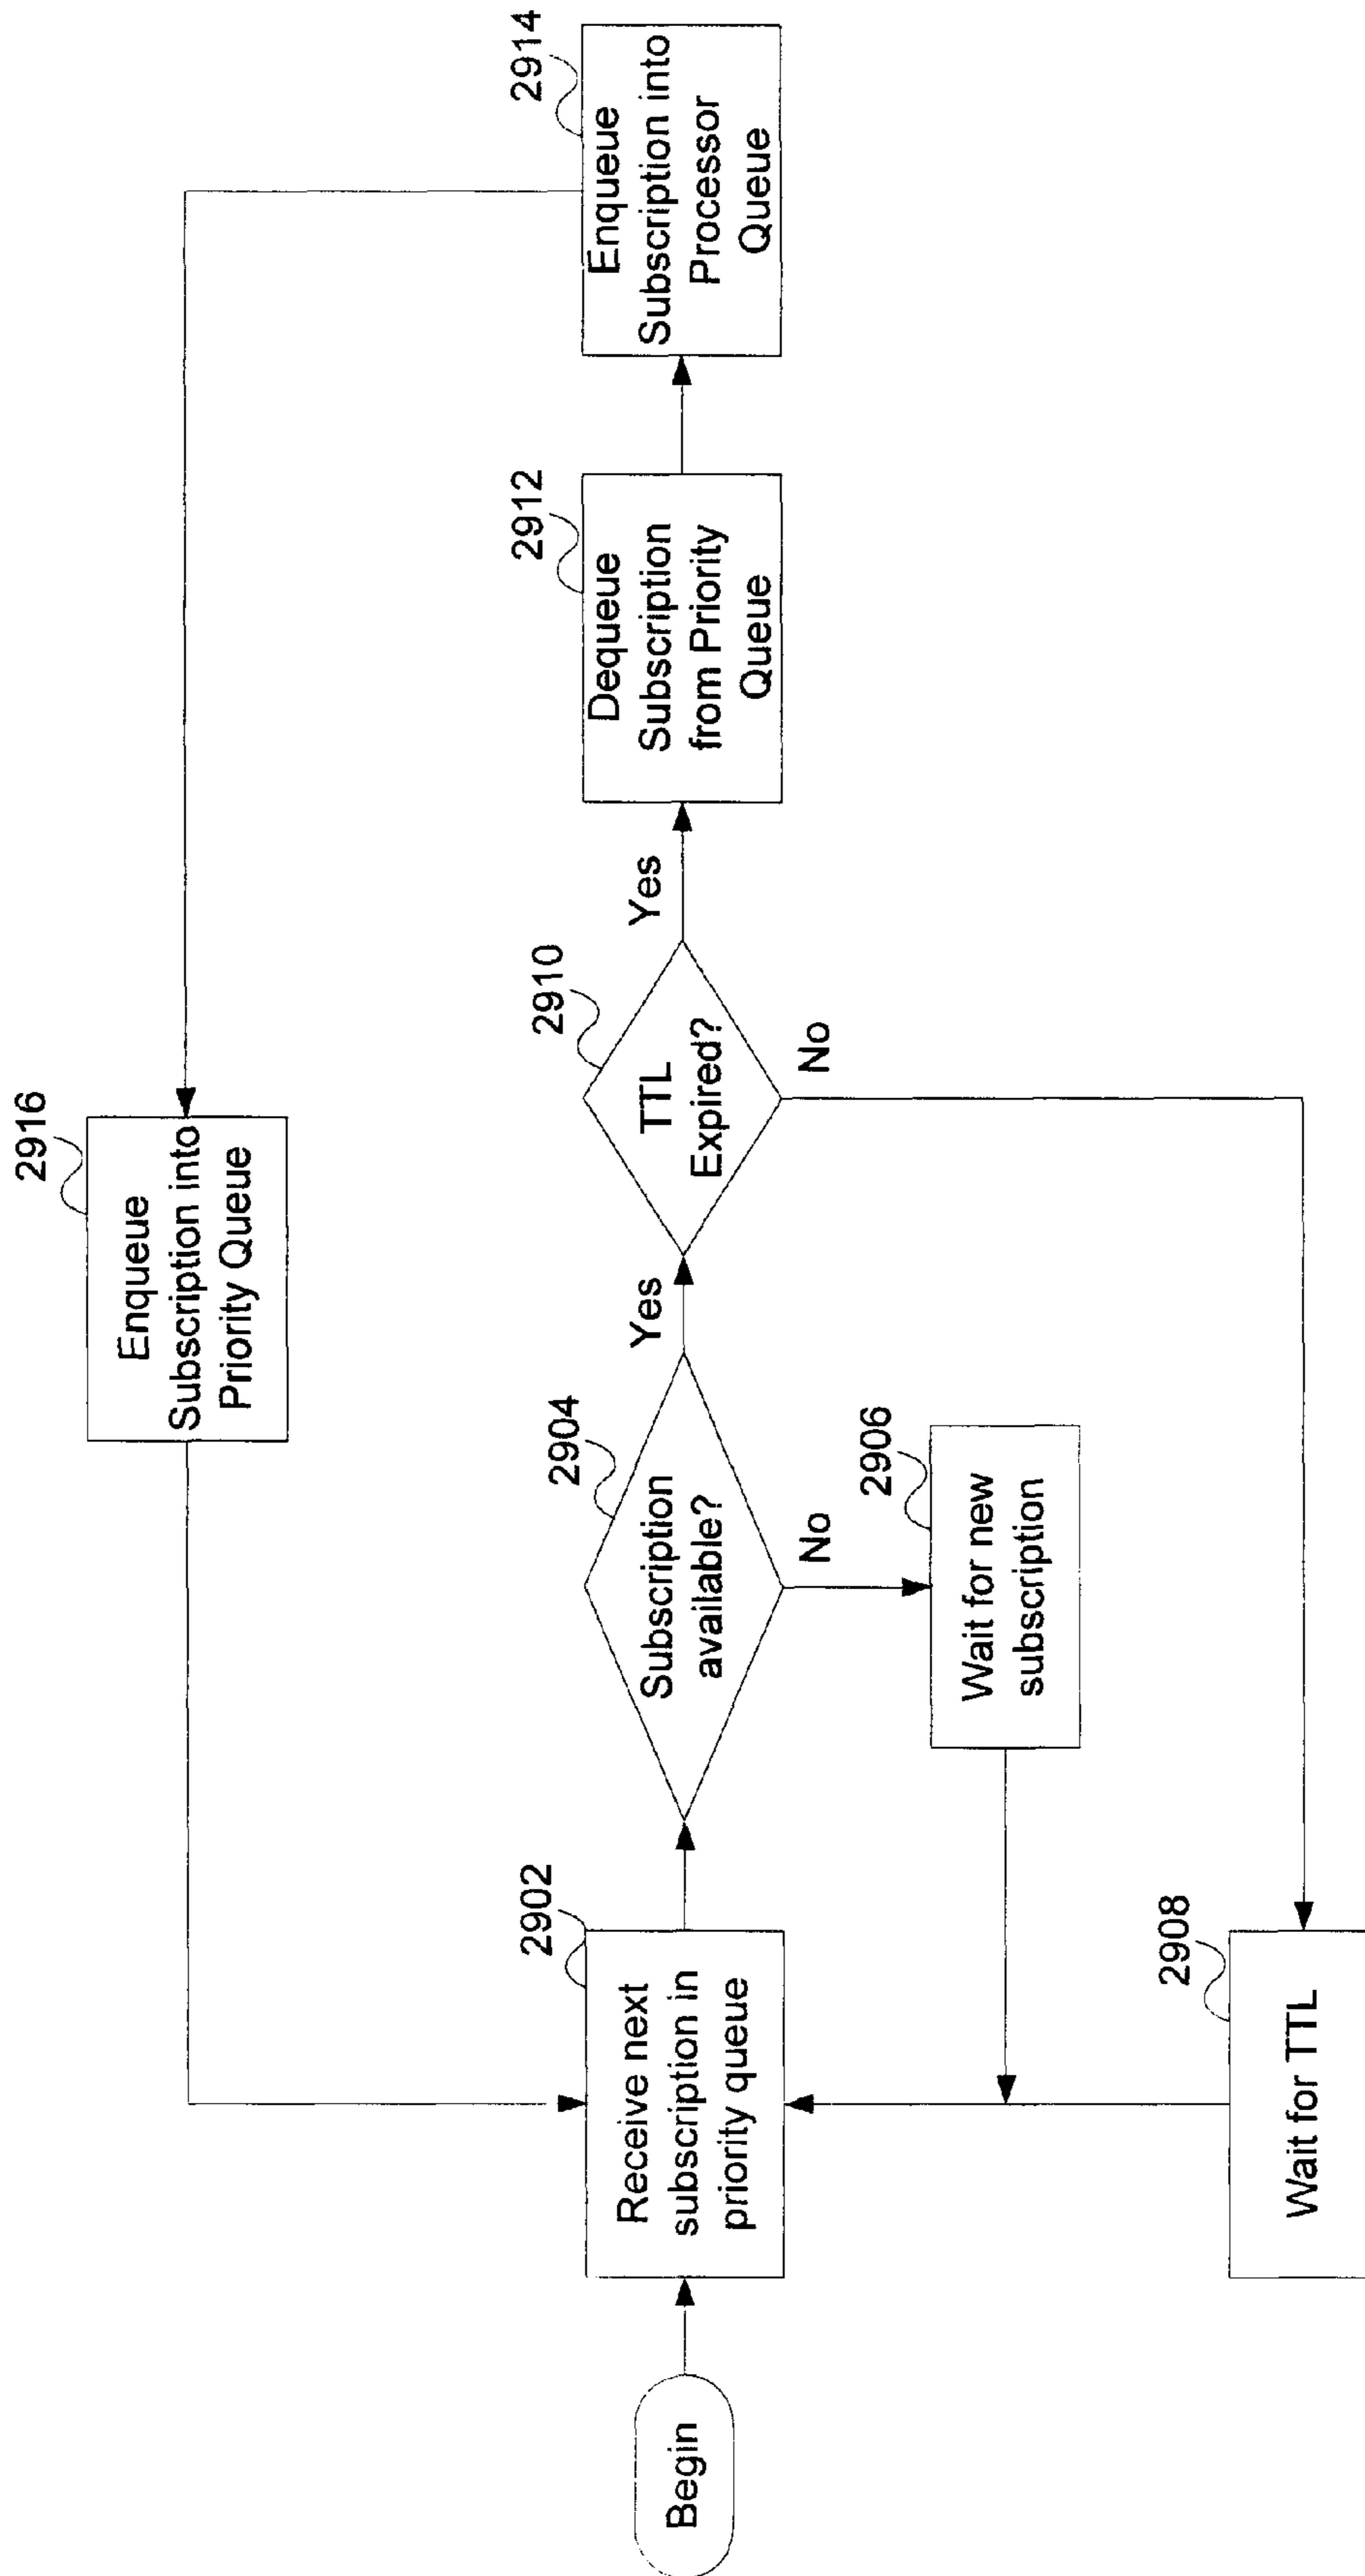 Begin
2902
Receive next
subscription in
priority queue
2904
Subscription
available?
Yes
No
2906
Wait for new
subscription
2908
Wait for TTL
2910
TTL
Expired?
Yes
No
2912
Dequeue
Subscription
from Priority
Queue
2914
Enqueue
Subscription into
Processor
Queue
2916
Enqueue
Subscription into
Priority Queue